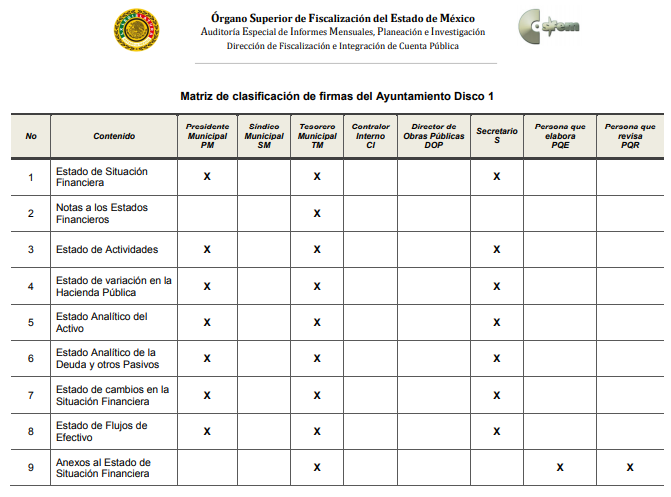 Órgano Superior de Fiscalización del Estado de México
Auditoría Especial de Informes Mensuales, Planeación e Investigación
Dirección de Fiscalización e Integración de Cuenta Pública
osfem
Matriz de clasificación de firmas del Ayuntamiento Disco 1
No
Contenido
Presidente
Municipal
PM
Síndico
Municipal
SM
Tesorero
Municipal
TM
Contralor
Interno
CI
Director de
Obras Públicas
DOP
Secretario
S
Persona que
elabora
PQE
Persona que
revisa
PQR
1
Estado de Situación
Financiera
X
X
X
2
Notas a los Estados
Financieros
X
3
Estado de Actividades
X
X
X
4
Estado de variación en la
Hacienda Pública
X
X
X
5
Estado Analítico del
Activo
X
X
X
6
Estado Analítico de la
Deuda y otros Pasivos
X
X
X
7
Estado de cambios en la
Situación Financiera
X
X
X
8
Estado de Flujos de
Efectivo
X
X
X
9
Anexos al Estado de
Situación Financiera
X
X
X